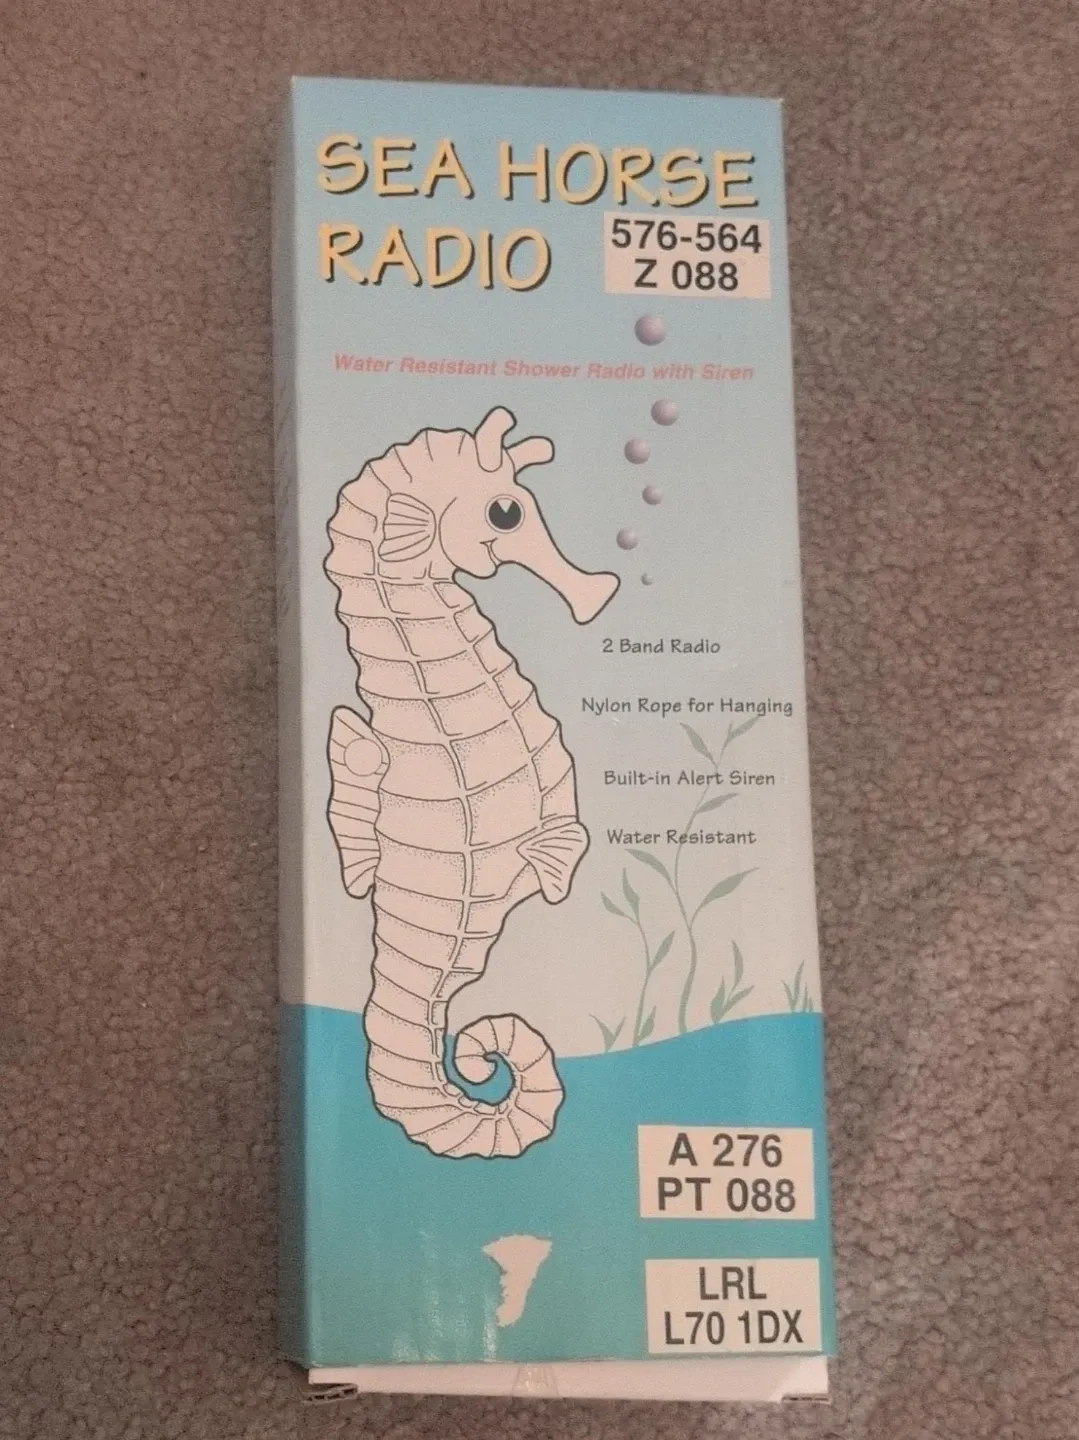 SEA HORSE
RADIO
576-564
Z 088
Water Resistant Shower Radio with Siren
2 Band Radio
Nylon Rope for Hanging
Built-in Alert Siren
Water Resistant
A 276
PT 088
LRL
L70 1DX